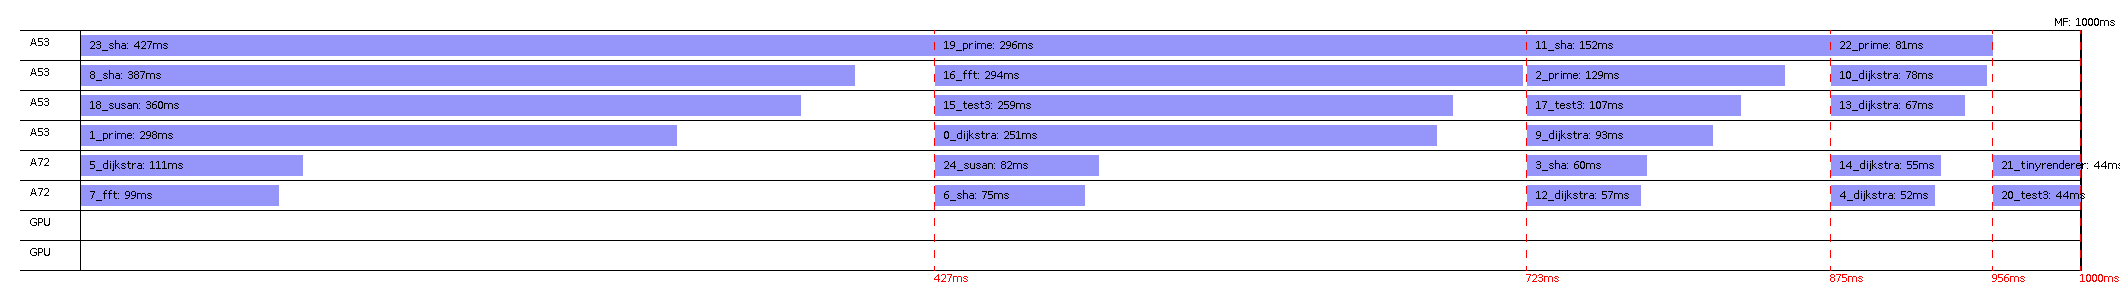 MF: 1000ms
A53 23_sha: 427ms 19_prime: 296ms 11_sha: 152ms 22_prime: 81ms
A53 8_sha: 387ms 16_fft: 294ms 2_prime: 129ms 10_dijkstra: 78ms
A53 18_susan: 360ms 15_test3: 259ms 17_test3: 107ms 13_dijkstra: 67ms
A53 1_prime: 298ms 0_dijkstra: 251ms 9_dijkstra: 93ms
A72 5_dijkstra: 111ms 24_susan: 82ms 3_sha: 60ms 14_dijkstra: 55ms 21_tinyrenderer: 44ms
A72 7_fft: 99ms 6_sha: 75ms 12_dijkstra: 57ms 4_dijkstra: 52ms 20_test3: 44ms
GPU
GPU
427ms 723ms 875ms 956ms 1000ms